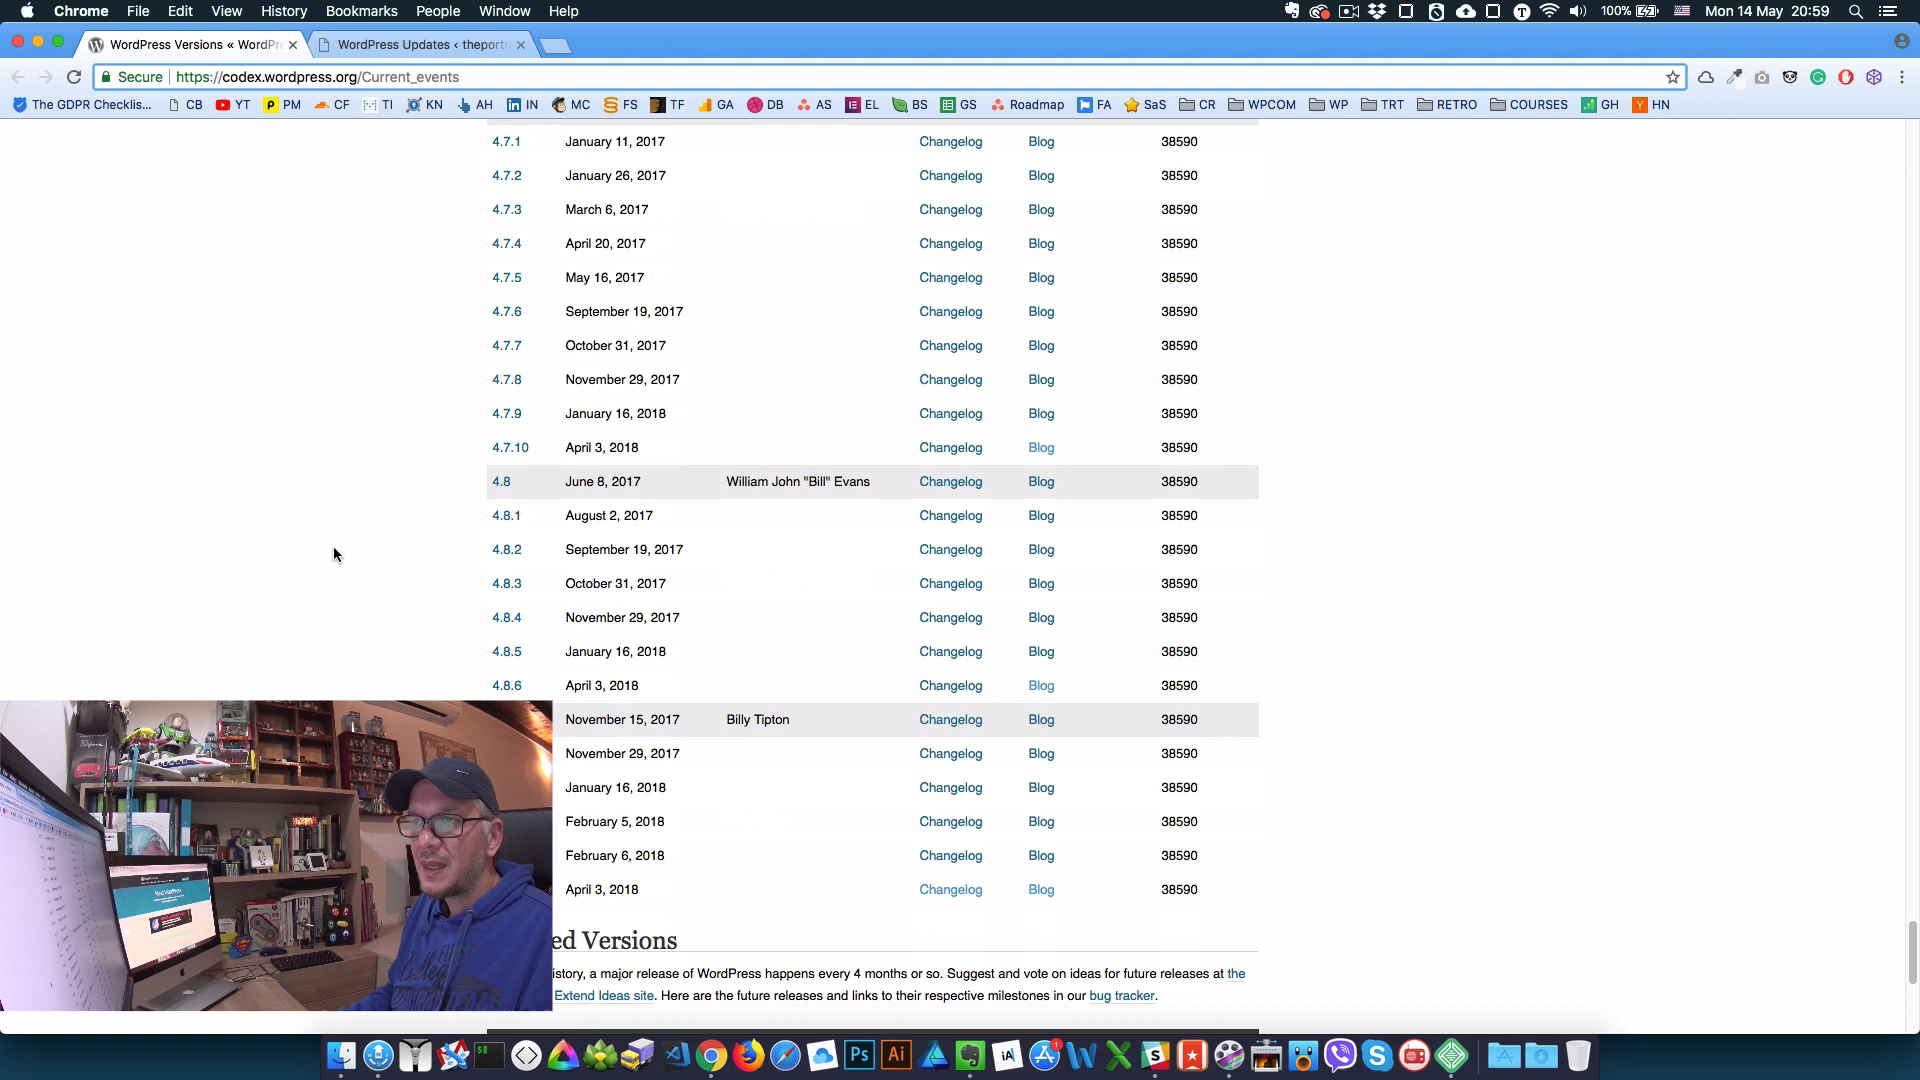 Chrome File Edit View History Bookmarks People Window Help 100% Mon 14 May 20:59
WordPress Versions « WordPr WordPress Updates ‹ theportr
Secure https://codex.wordpress.org/Current_events
The GDPR Checklis... CB YT PM CF TI KN AH IN MC FS TF GA DB AS EL BS GS Roadmap FA SaS CR WPCOM WP TRT RETRO COURSES GH HN
4.7.1 January 11, 2017 Changelog Blog 38590
4.7.2 January 26, 2017 Changelog Blog 38590
4.7.3 March 6, 2017 Changelog Blog 38590
4.7.4 April 20, 2017 Changelog Blog 38590
4.7.5 May 16, 2017 Changelog Blog 38590
4.7.6 September 19, 2017 Changelog Blog 38590
4.7.7 October 31, 2017 Changelog Blog 38590
4.7.8 November 29, 2017 Changelog Blog 38590
4.7.9 January 16, 2018 Changelog Blog 38590
4.7.10 April 3, 2018 Changelog Blog 38590
4.8 June 8, 2017 William John "Bill" Evans Changelog Blog 38590
4.8.1 August 2, 2017 Changelog Blog 38590
4.8.2 September 19, 2017 Changelog Blog 38590
4.8.3 October 31, 2017 Changelog Blog 38590
4.8.4 November 29, 2017 Changelog Blog 38590
4.8.5 January 16, 2018 Changelog Blog 38590
4.8.6 April 3, 2018 Changelog Blog 38590
November 15, 2017 Billy Tipton Changelog Blog 38590
November 29, 2017 Changelog Blog 38590
January 16, 2018 Changelog Blog 38590
February 5, 2018 Changelog Blog 38590
February 6, 2018 Changelog Blog 38590
April 3, 2018 Changelog Blog 38590
ed Versions
istory, a major release of WordPress happens every 4 months or so. Suggest and vote on ideas for future releases at the
Extend Ideas site. Here are the future releases and links to their respective milestones in our bug tracker.
Ps Ai iA